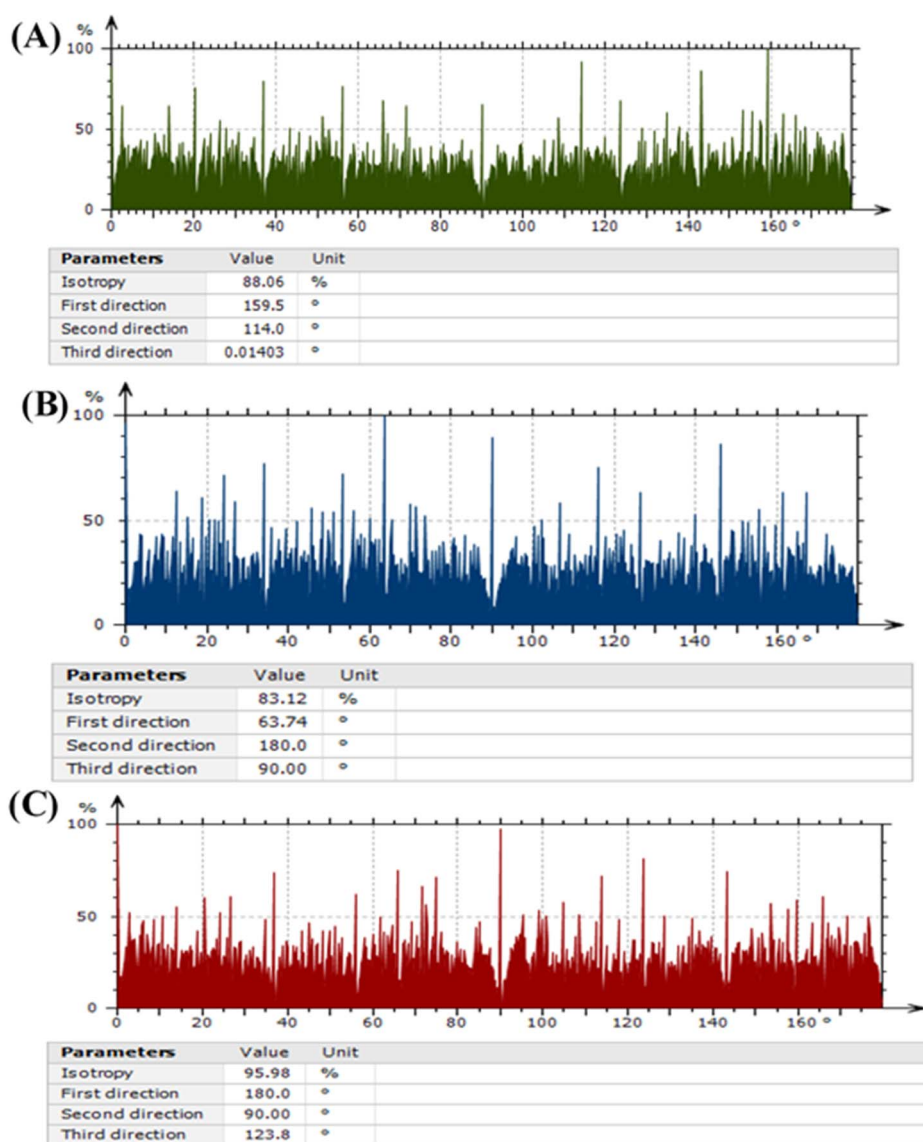 (A)
%
100
50
0
0 20 40 60 80 100 120 140 160 °
Parameters Value Unit
Isotropy 88.06 %
First direction 159.5 °
Second direction 114.0 °
Third direction 0.01403 °
(B)
%
100
50
0
0 20 40 60 80 100 120 140 160 °
Parameters Value Unit
Isotropy 83.12 %
First direction 63.74 °
Second direction 180.0 °
Third direction 90.00 °
(C)
%
100
50
0
0 20 40 60 80 100 120 140 160 °
Parameters Value Unit
Isotropy 95.98 %
First direction 180.0 °
Second direction 90.00 °
Third direction 123.8 °